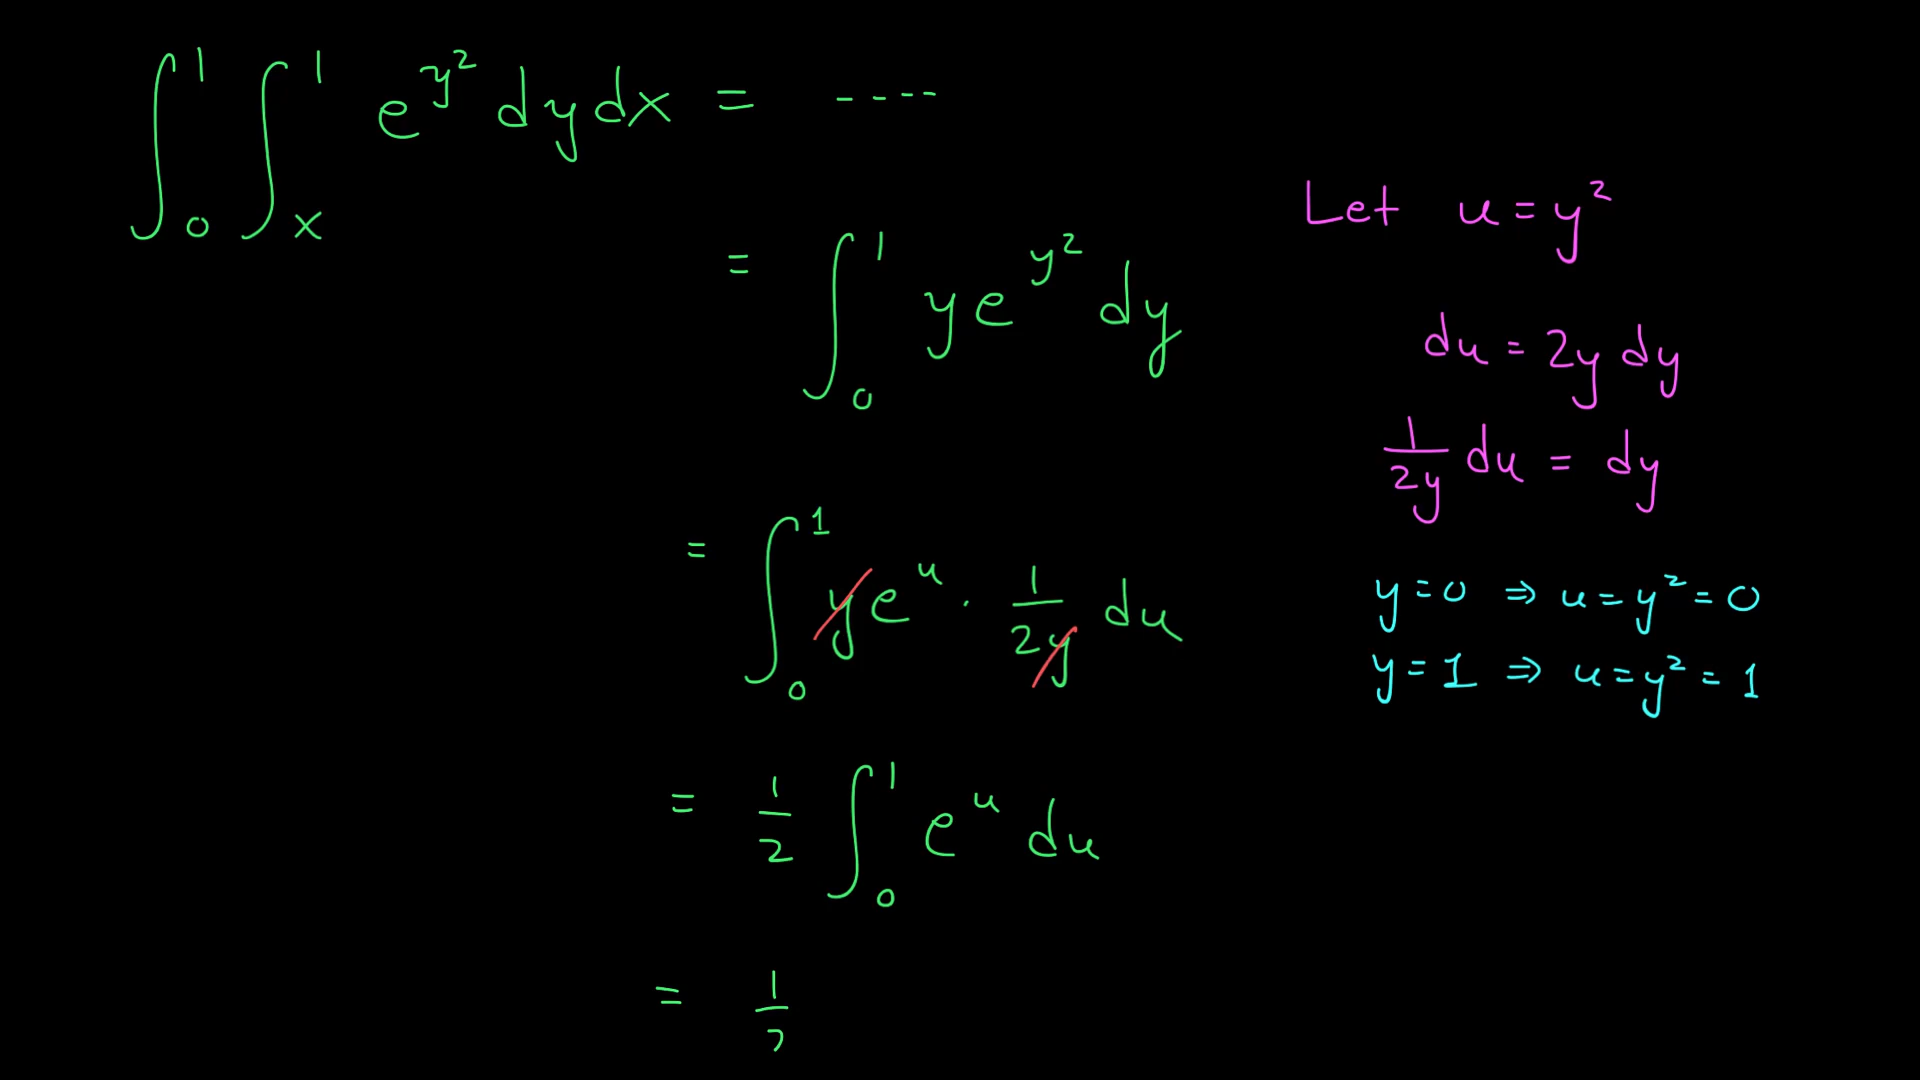 ∫₀¹ ∫ₓ¹ e^{y²} dy dx = ----
= ∫₀¹ y e^{y²} dy
= ∫₀¹ y e^u · 1/2y du
= 1/2 ∫₀¹ e^u du
= 1/2
Let u = y²
du = 2y dy
1/2y du = dy
y = 0 ⇒ u = y² = 0
y = 1 ⇒ u = y² = 1